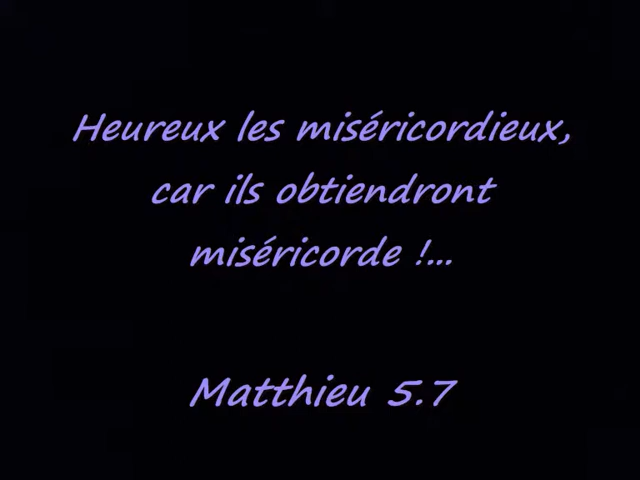 Heureux les miséricordieux,
car ils obtiendront
miséricorde !...
Matthieu 5.7